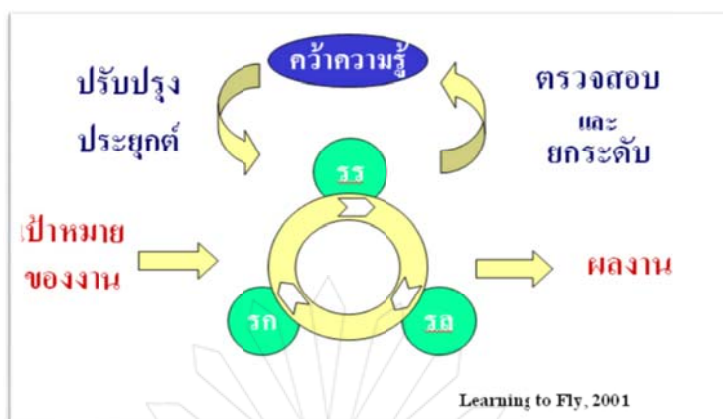 คว้าความรู้
ปรับปรุง
ประยุกต์
ตรวจสอบ
และ
ยกระดับ
รร
เป้าหมาย
ของงาน
ผลงาน
รก
รล
Learning to Fly, 2001